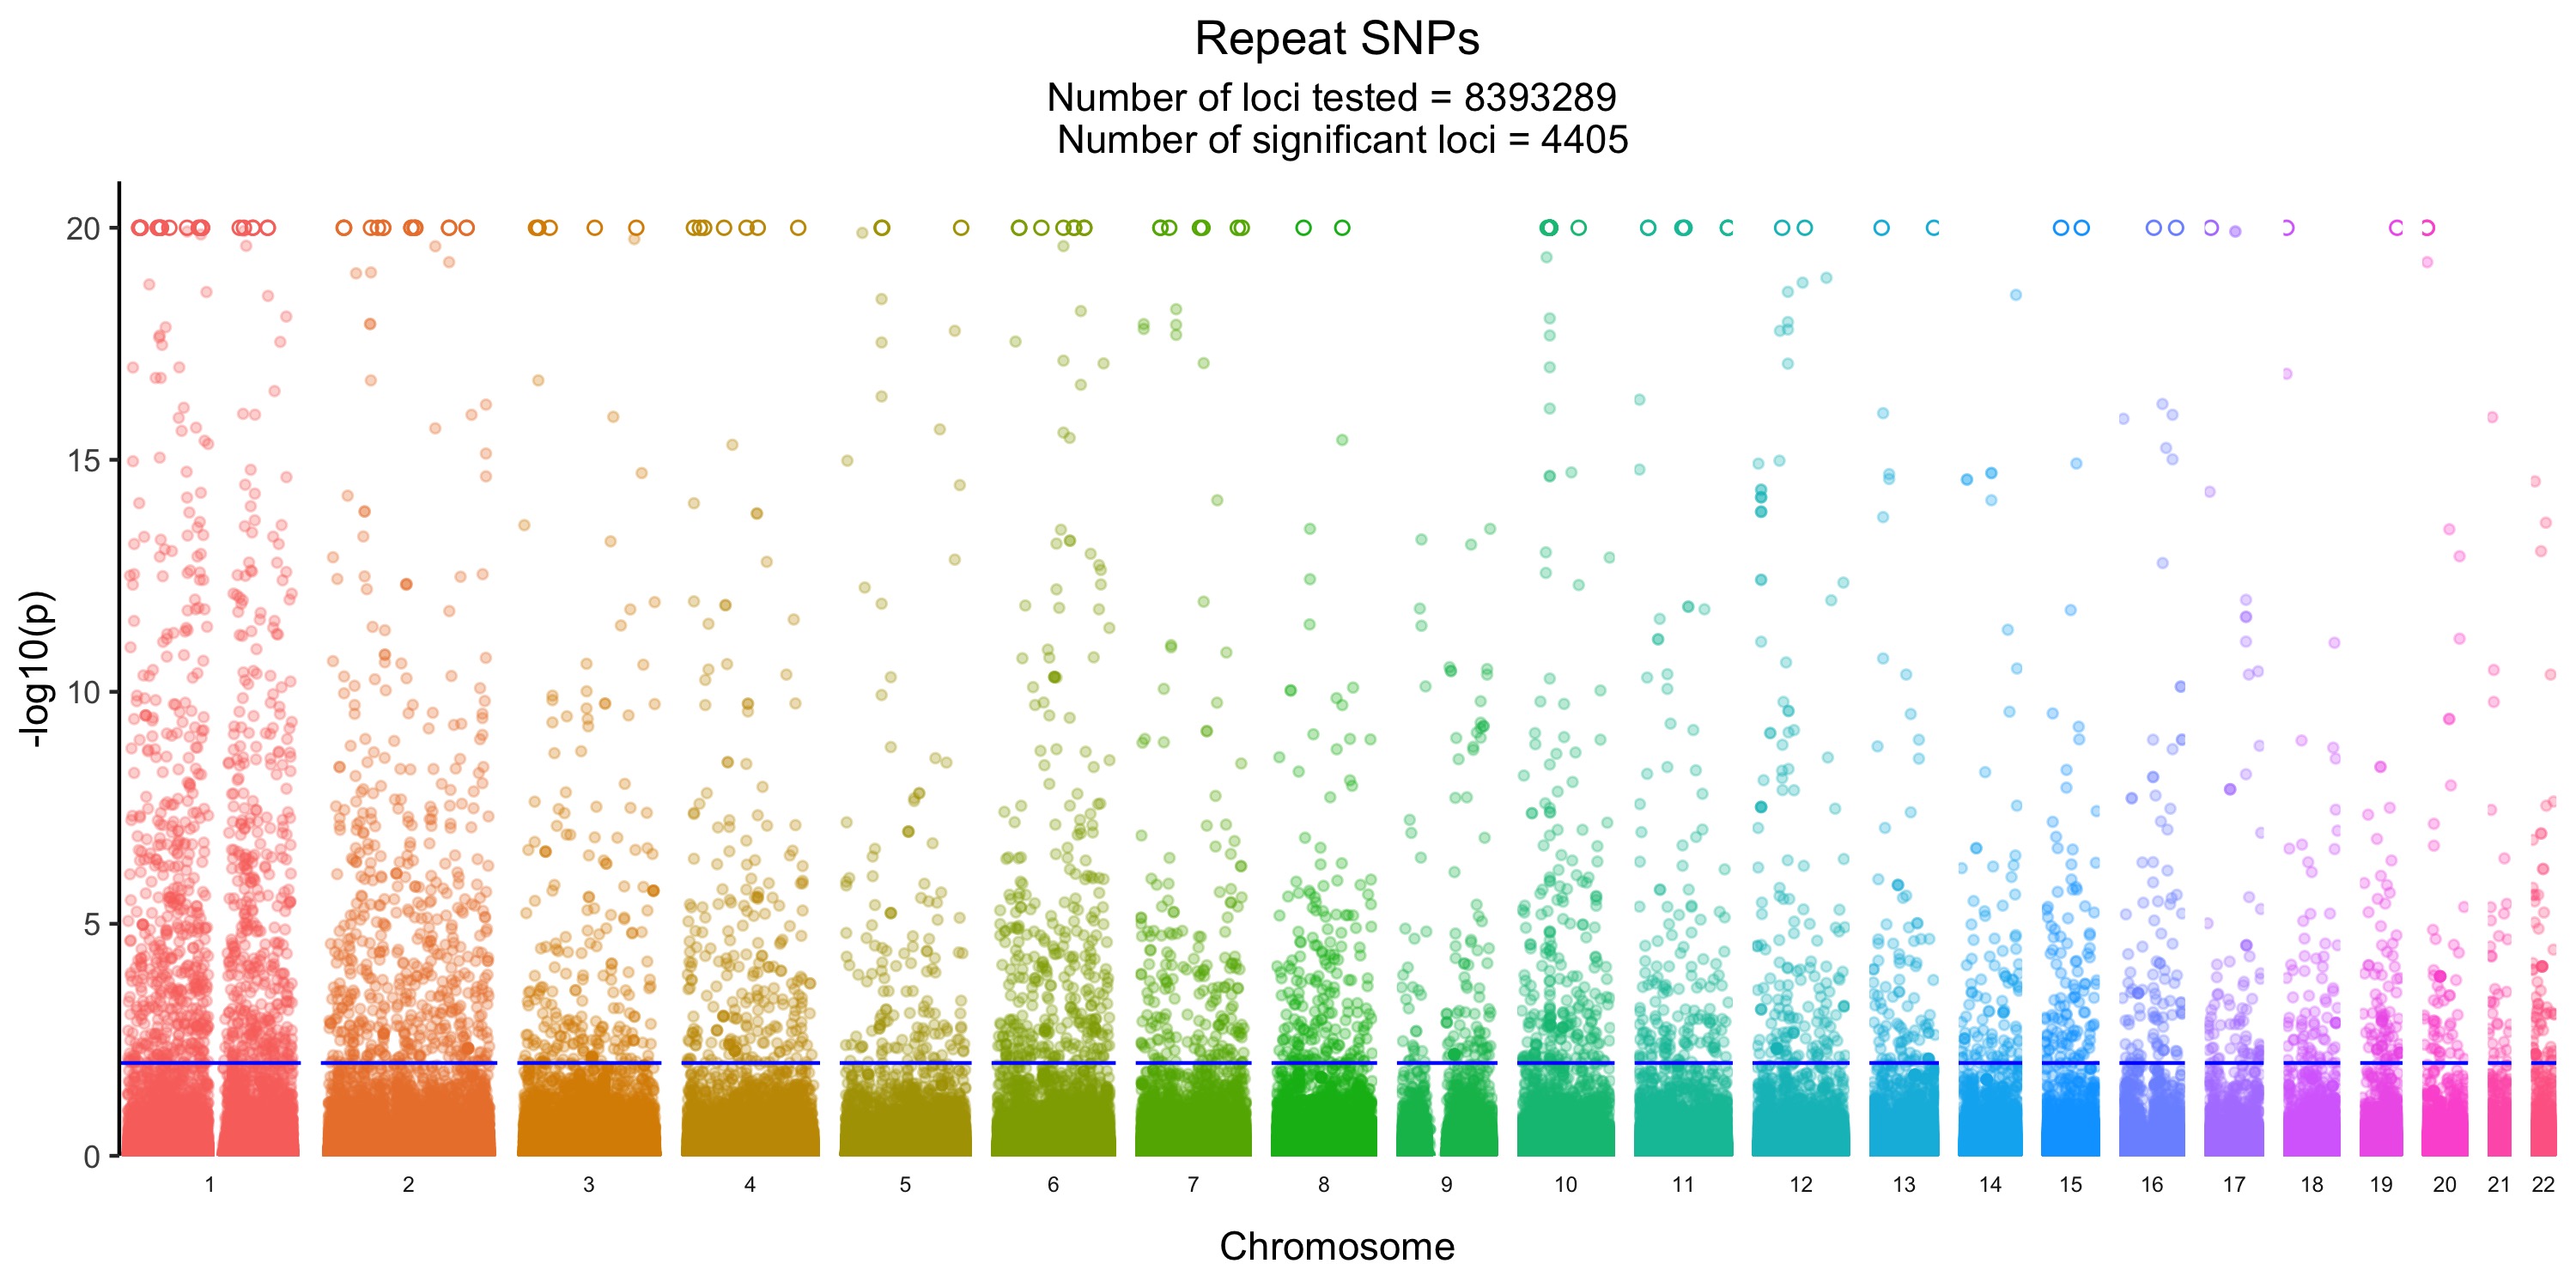 Repeat SNPs
Number of loci tested = 8393289
Number of significant loci = 4405
20
15
10
5
0
-log10(p)
1 2 3 4 5 6 7 8 9 10 11 12 13 14 15 16 17 18 19 20 21 22
Chromosome